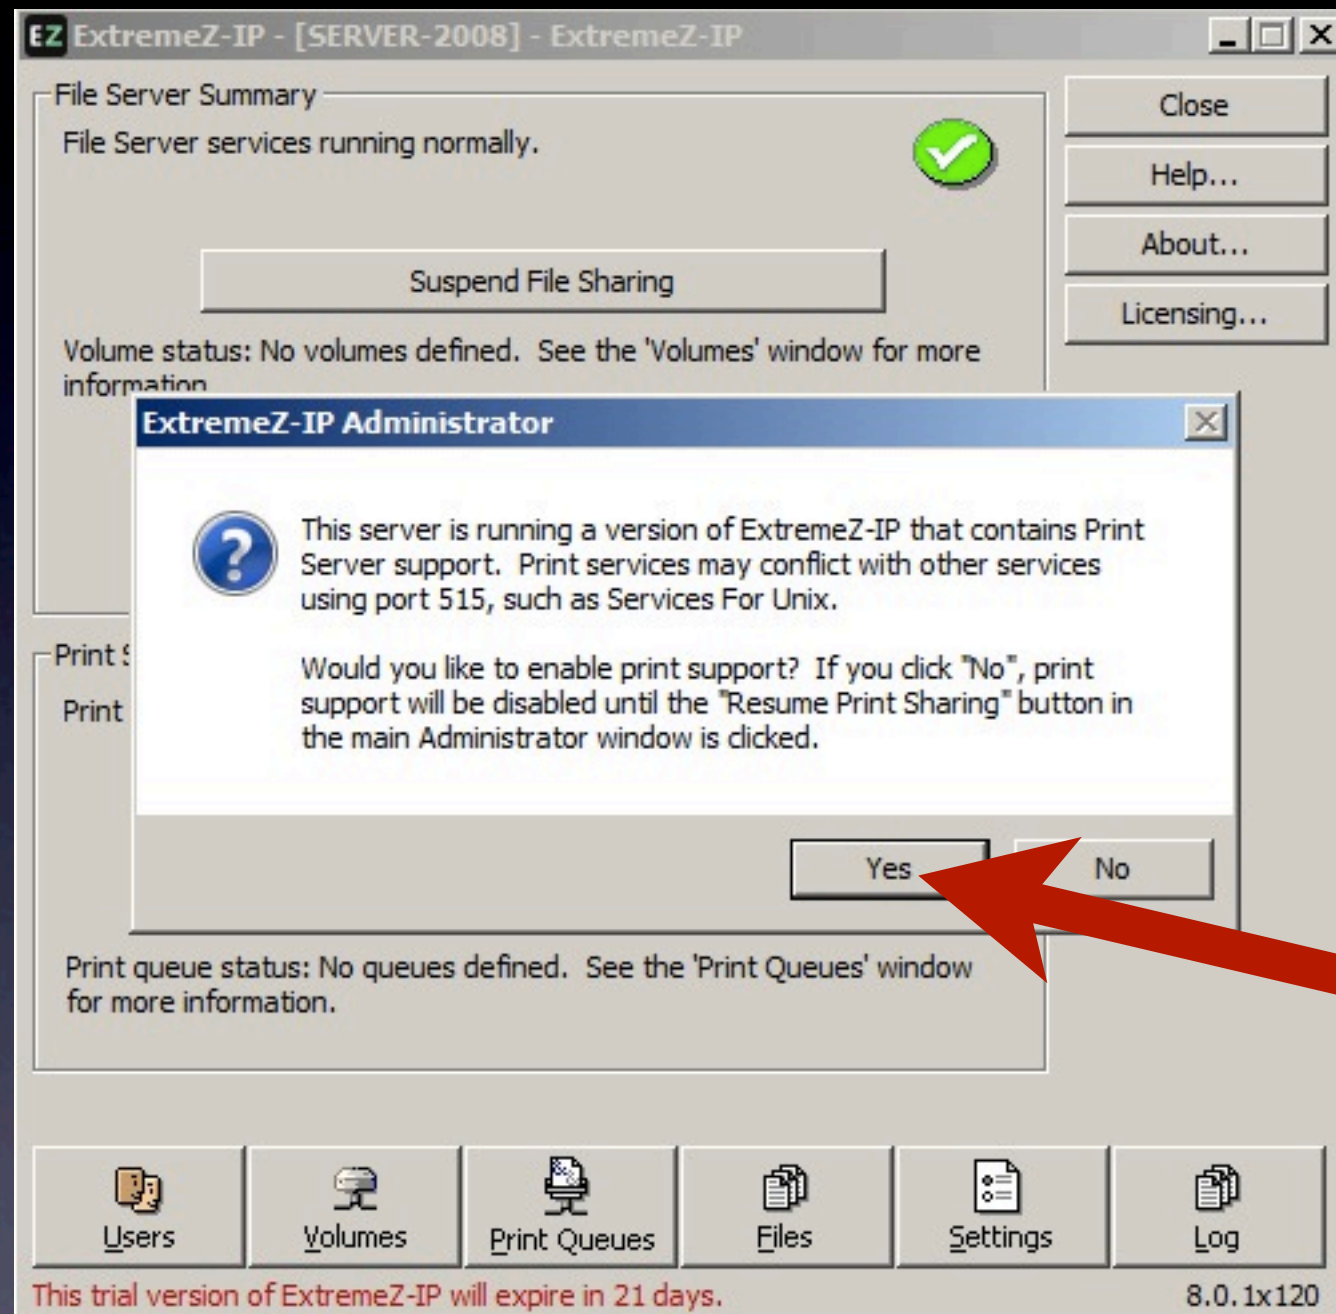 EZ ExtremeZ-IP - [SERVER-2008] - ExtremeZ-IP
File Server Summary
File Server services running normally.
Suspend File Sharing
Volume status: No volumes defined. See the 'Volumes' window for more
information.
Close
Help...
About...
Licensing...
ExtremeZ-IP Administrator
This server is running a version of ExtremeZ-IP that contains Print
Server support. Print services may conflict with other services
using port 515, such as Services For Unix.
Would you like to enable print support? If you click "No", print
support will be disabled until the "Resume Print Sharing" button in
the main Administrator window is clicked.
Yes
No
Print S
Print
Print queue status: No queues defined. See the 'Print Queues' window
for more information.
Users
Volumes
Print Queues
Files
Settings
Log
This trial version of ExtremeZ-IP will expire in 21 days.
8.0.1x120